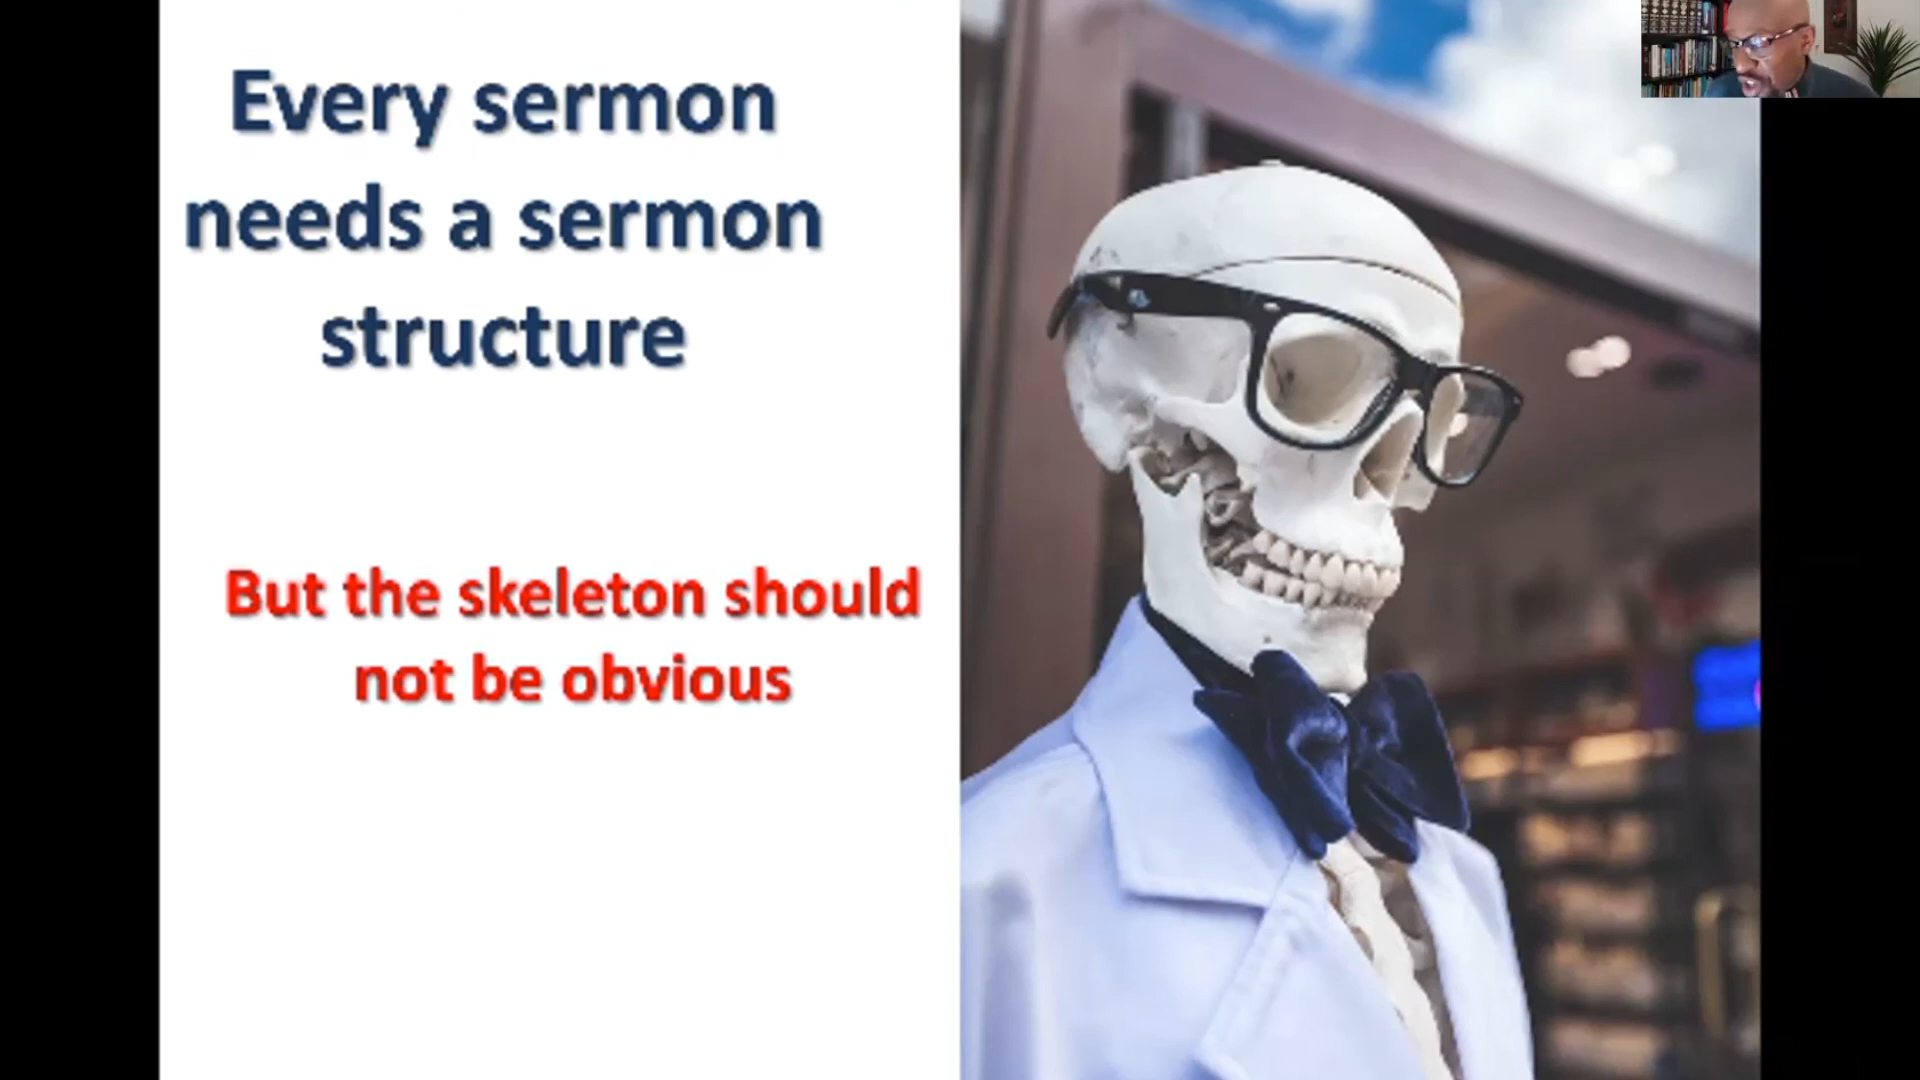 Every sermon
needs a sermon
structure
But the skeleton should
not be obvious